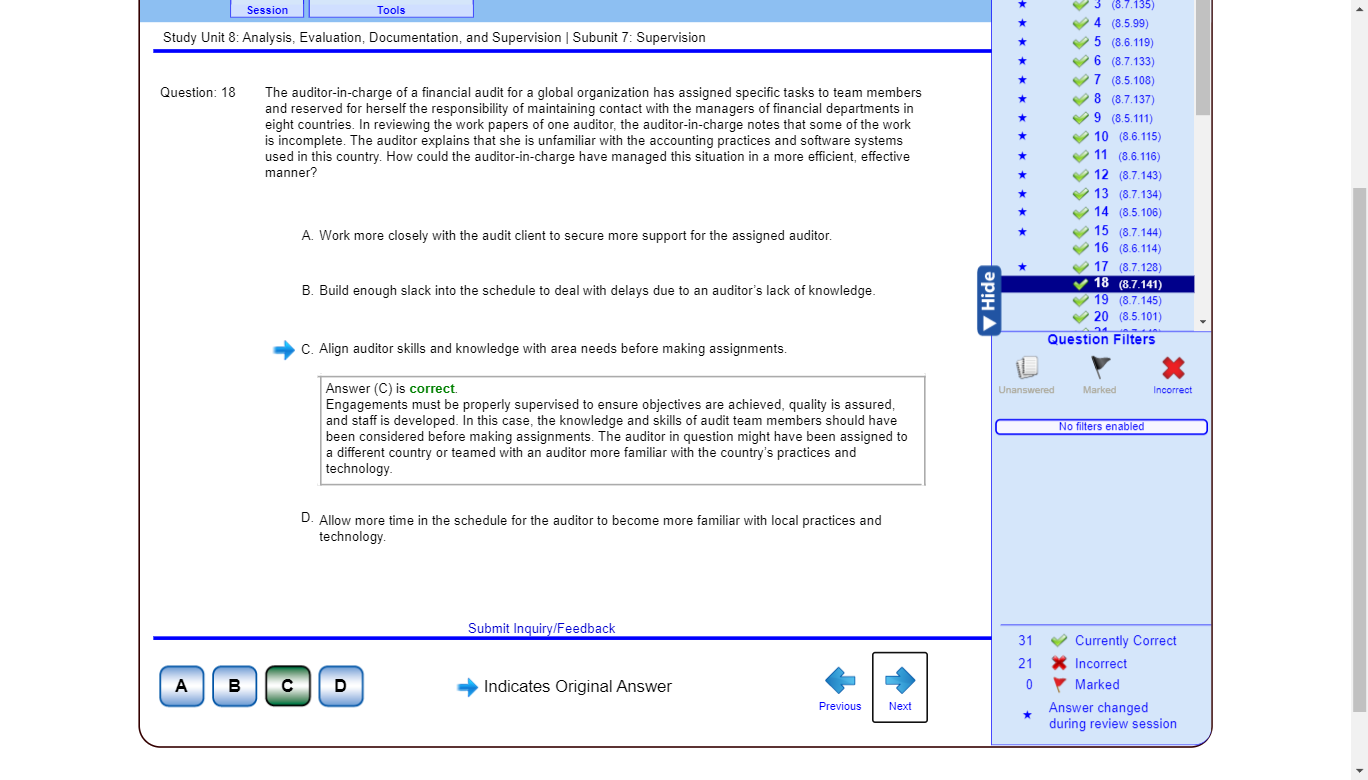 Session
Tools
Study Unit 8: Analysis, Evaluation, Documentation, and Supervision | Subunit 7: Supervision
Question: 18
The auditor-in-charge of a financial audit for a global organization has assigned specific tasks to team members
and reserved for herself the responsibility of maintaining contact with the managers of financial departments in
eight countries. In reviewing the work papers of one auditor, the auditor-in-charge notes that some of the work
is incomplete. The auditor explains that she is unfamiliar with the accounting practices and software systems
used in this country. How could the auditor-in-charge have managed this situation in a more efficient, effective
manner?
A. Work more closely with the audit client to secure more support for the assigned auditor.
B. Build enough slack into the schedule to deal with delays due to an auditor's lack of knowledge.
C. Align auditor skills and knowledge with area needs before making assignments.
Answer (C) is correct.
Engagements must be properly supervised to ensure objectives are achieved, quality is assured,
and staff is developed. In this case, the knowledge and skills of audit team members should have
been considered before making assignments. The auditor in question might have been assigned to
a different country or teamed with an auditor more familiar with the country's practices and
technology.
D. Allow more time in the schedule for the auditor to become more familiar with local practices and
technology.
Submit Inquiry/Feedback
A
B
C
D
Indicates Original Answer
Previous
Next
3 (8.7.135)
4 (8.5.99)
5 (8.6.119)
6 (8.7.133)
7 (8.5.108)
8 (8.7.137)
9 (8.5.111)
10 (8.6.115)
11 (8.6.116)
12 (8.7.143)
13 (8.7.134)
14 (8.5.106)
15 (8.7.144)
16 (8.6.114)
17 (8.7.128)
18 (8.7.141)
19 (8.7.145)
20 (8.5.101)
Hide
Question Filters
Unanswered
Marked
Incorrect
No filters enabled
31 Currently Correct
21 Incorrect
0 Marked
Answer changed
during review session